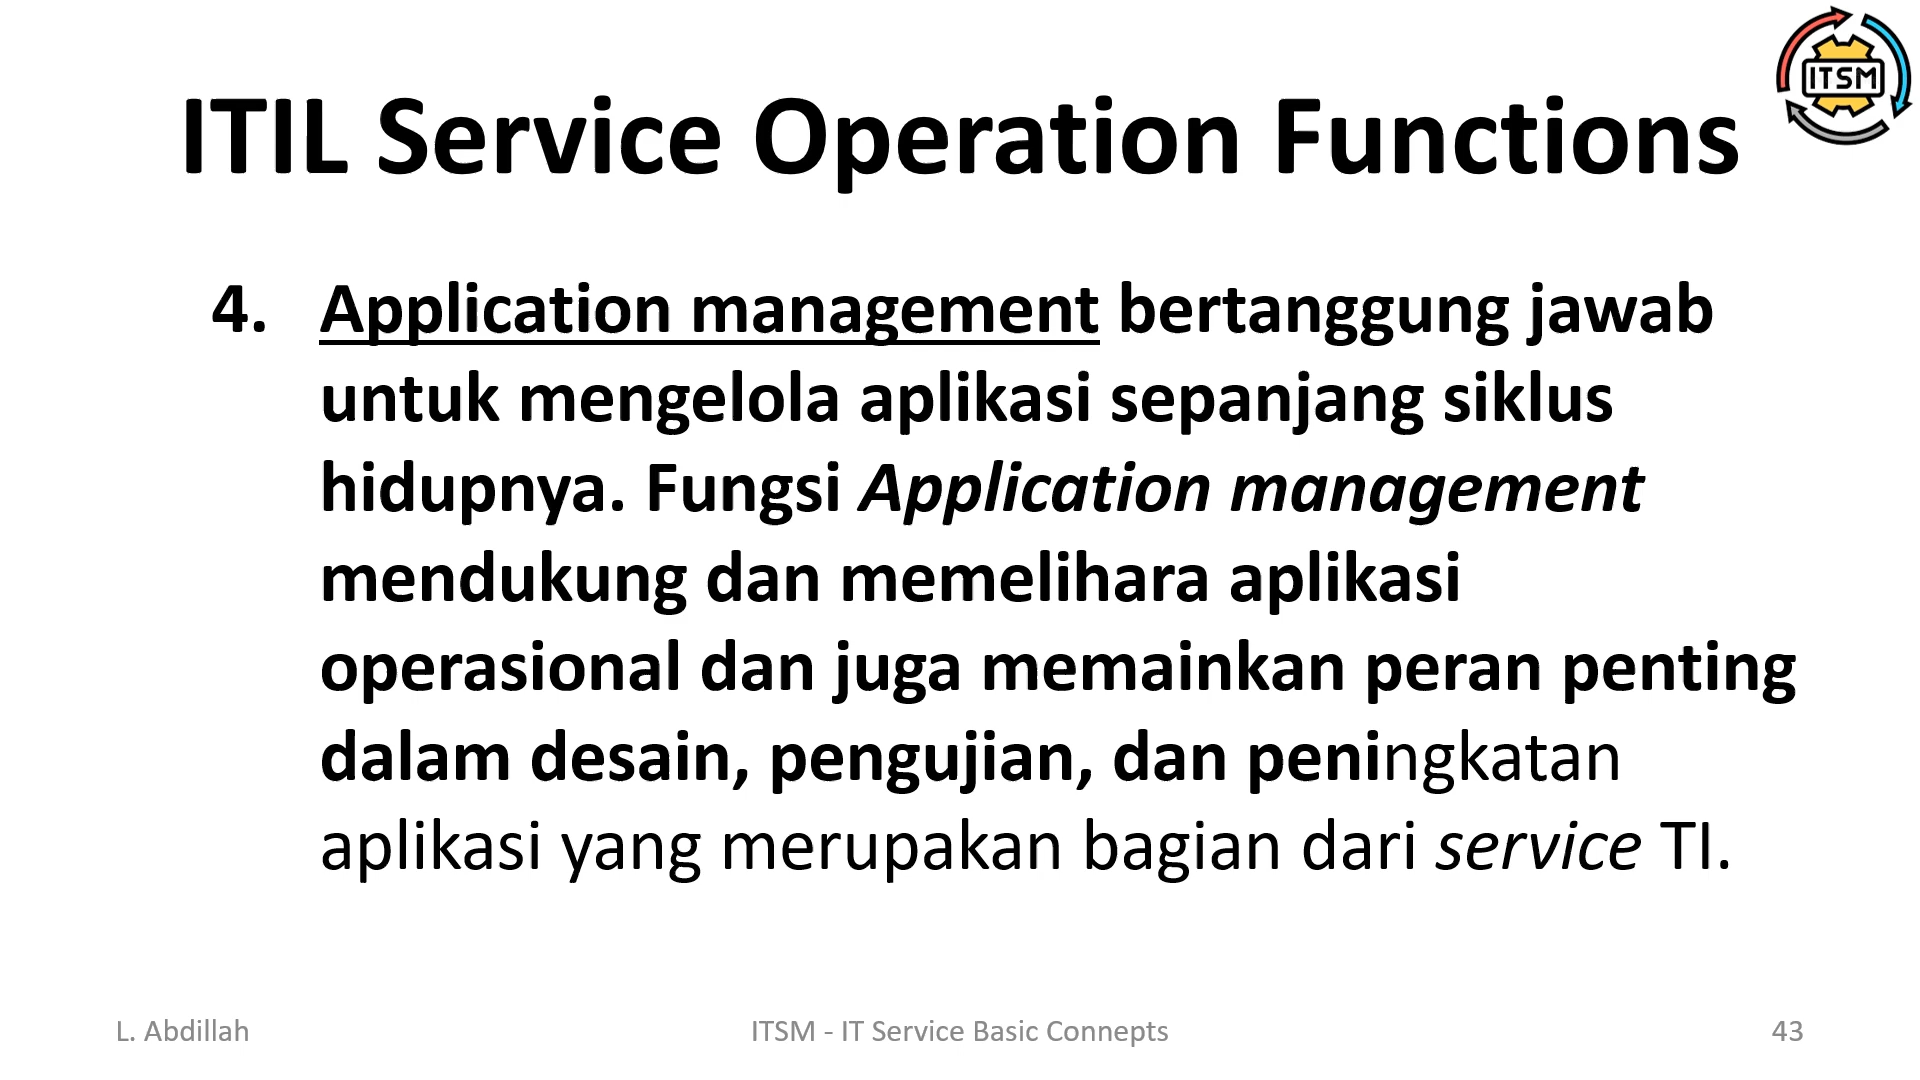 ITSM
ITIL Service Operation Functions
4. Application management bertanggung jawab
untuk mengelola aplikasi sepanjang siklus
hidupnya. Fungsi Application management
mendukung dan memelihara aplikasi
operasional dan juga memainkan peran penting
dalam desain, pengujian, dan peningkatan
aplikasi yang merupakan bagian dari service TI.
L. Abdillah
ITSM - IT Service Basic Connepts
43